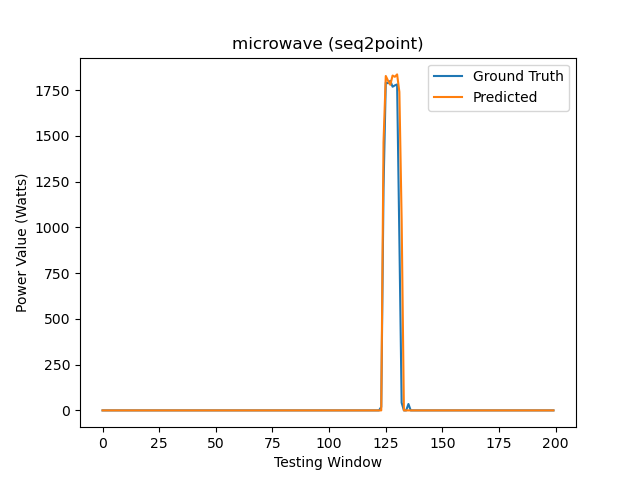 microwave (seq2point)
Ground Truth
Predicted
Power Value (Watts)
1750
1500
1250
1000
750
500
250
0
0 25 50 75 100 125 150 175 200
Testing Window